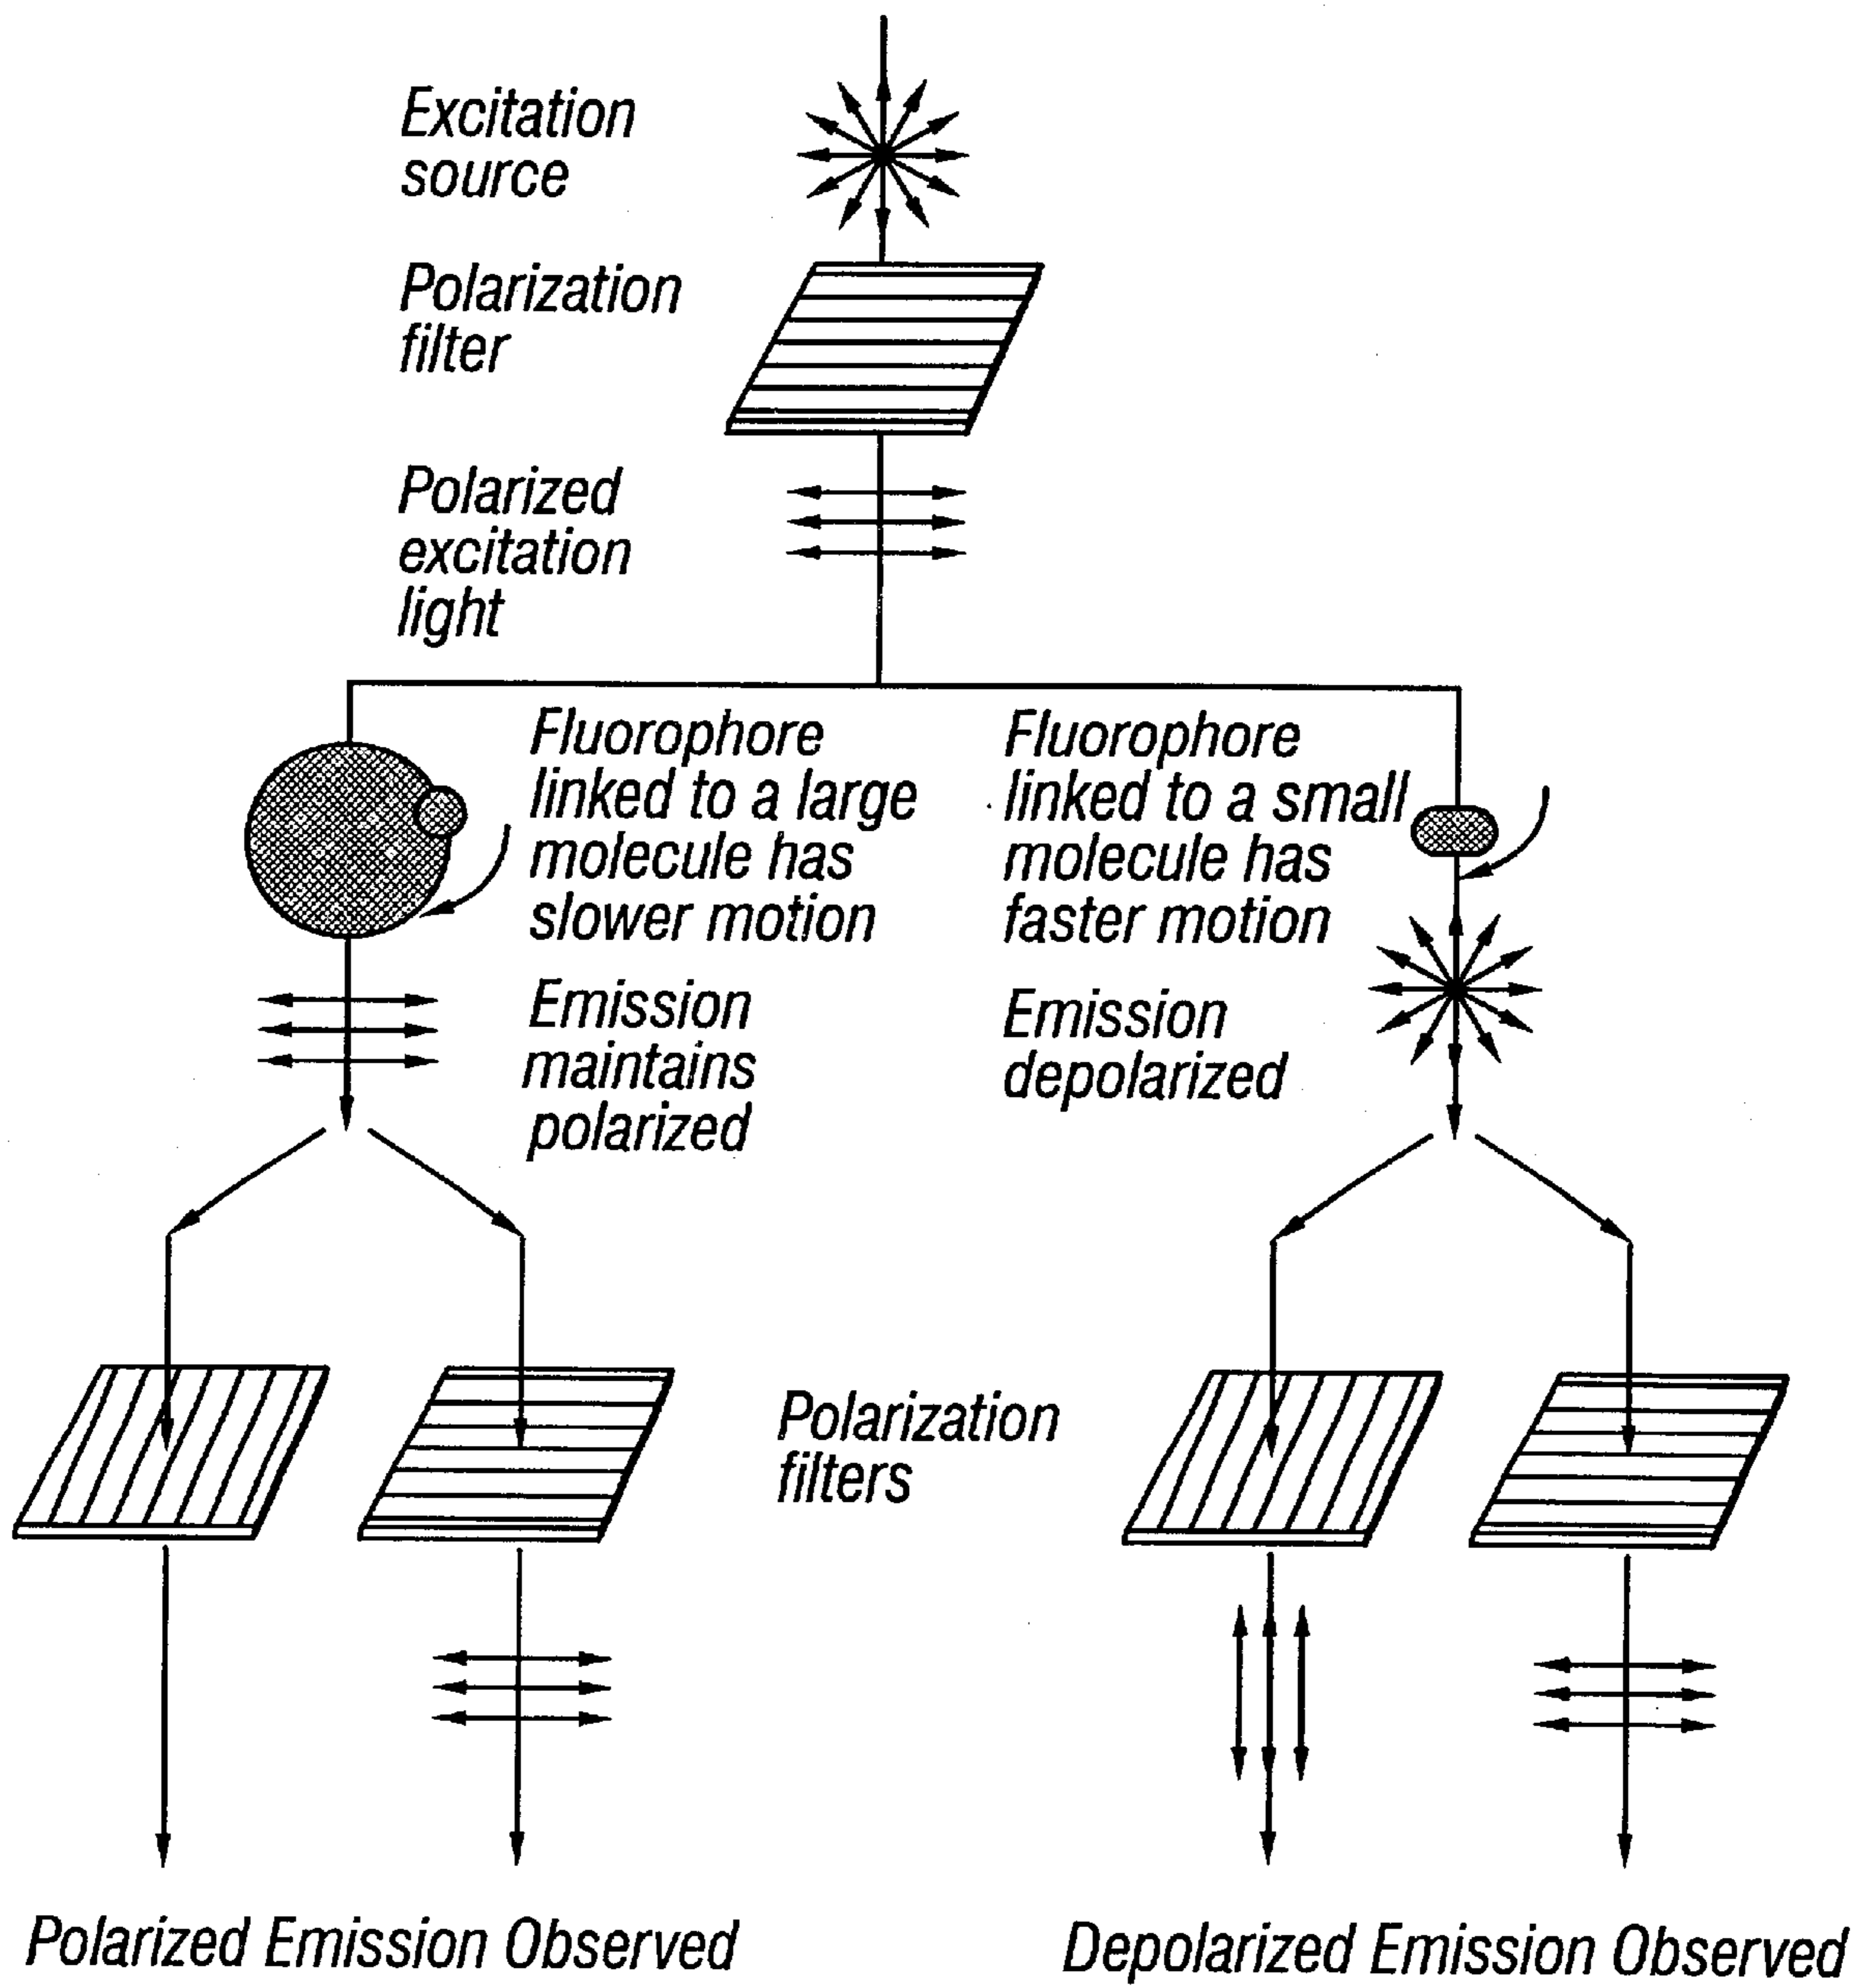 Excitation
source
Polarization
filter
Polarized
excitation
light
Fluorophore
linked to a large
molecule has
slower motion
Fluorophore
linked to a small
molecule has
faster motion
Emission
maintains
polarized
Emission
depolarized
Polarization
filters
Polarized Emission Observed
Depolarized Emission Observed